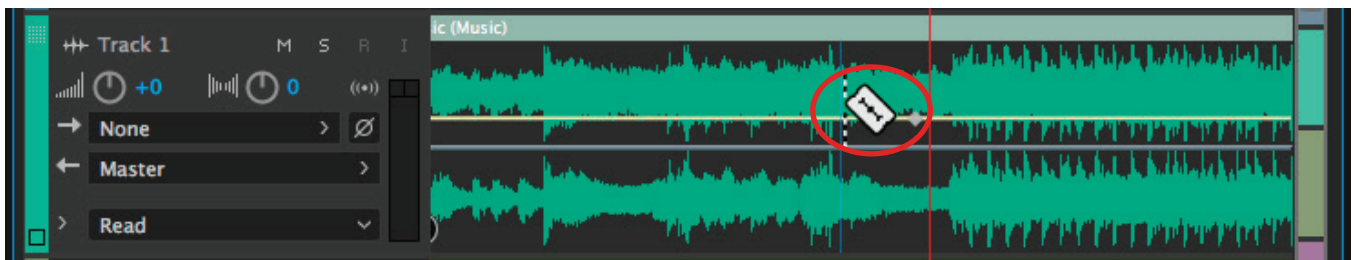 ic (Music)
Track 1 M S R I
+0 0
None
Master
Read